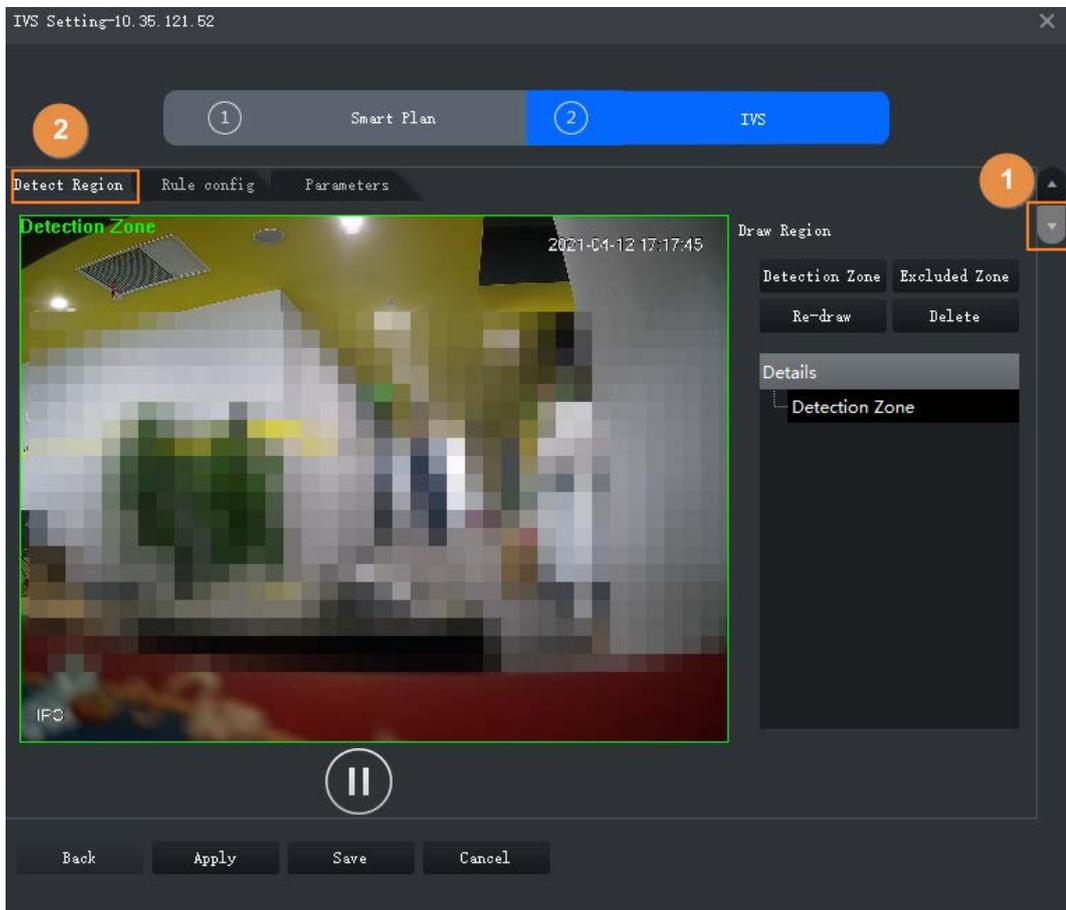 IVS Setting-10.35.121.52
2
1
Smart Plan
2
IVS
1
Detect Region
Rule config
Parameters
Detection Zone
2021-04-12 17:17:45
Draw Region
Detection Zone
Excluded Zone
Re-draw
Delete
Details
Detection Zone
IPC
Back
Apply
Save
Cancel